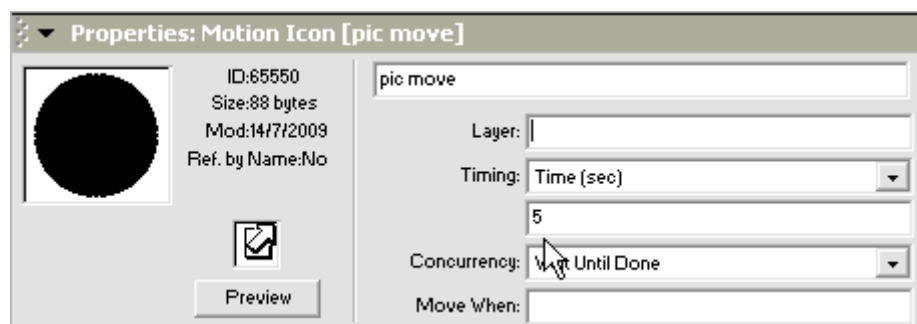 Properties: Motion Icon [pic move]
ID:65550
Size:88 bytes
Mod:14/7/2009
Ref. by Name:No
Preview
pic move
Layer:
Timing: Time (sec)
5
Concurrency: Until Done
Move When: